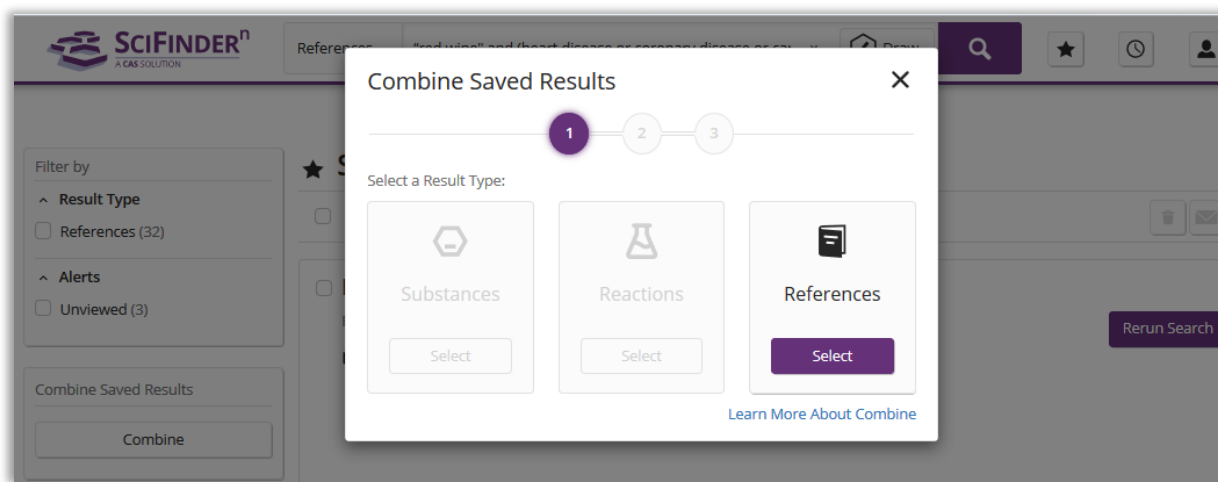 SCIFINDERⁿ
A CAS SOLUTION
References
"red wine" and (heart disease or coronary disease or ca
Draw
Combine Saved Results
1
2
3
Select a Result Type:
Substances
Select
Reactions
Select
References
Select
Learn More About Combine
Filter by
Result Type
References (32)
Alerts
Unviewed (3)
Combine Saved Results
Combine
Rerun Search